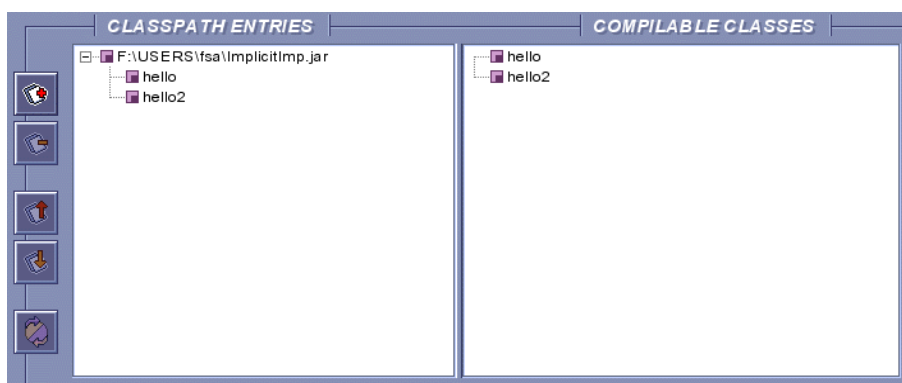 CLASSPATH ENTRIES
COMPILABLE CLASSES
F:\USERS\fsa\ImplicitImp.jar
hello
hello2
hello
hello2